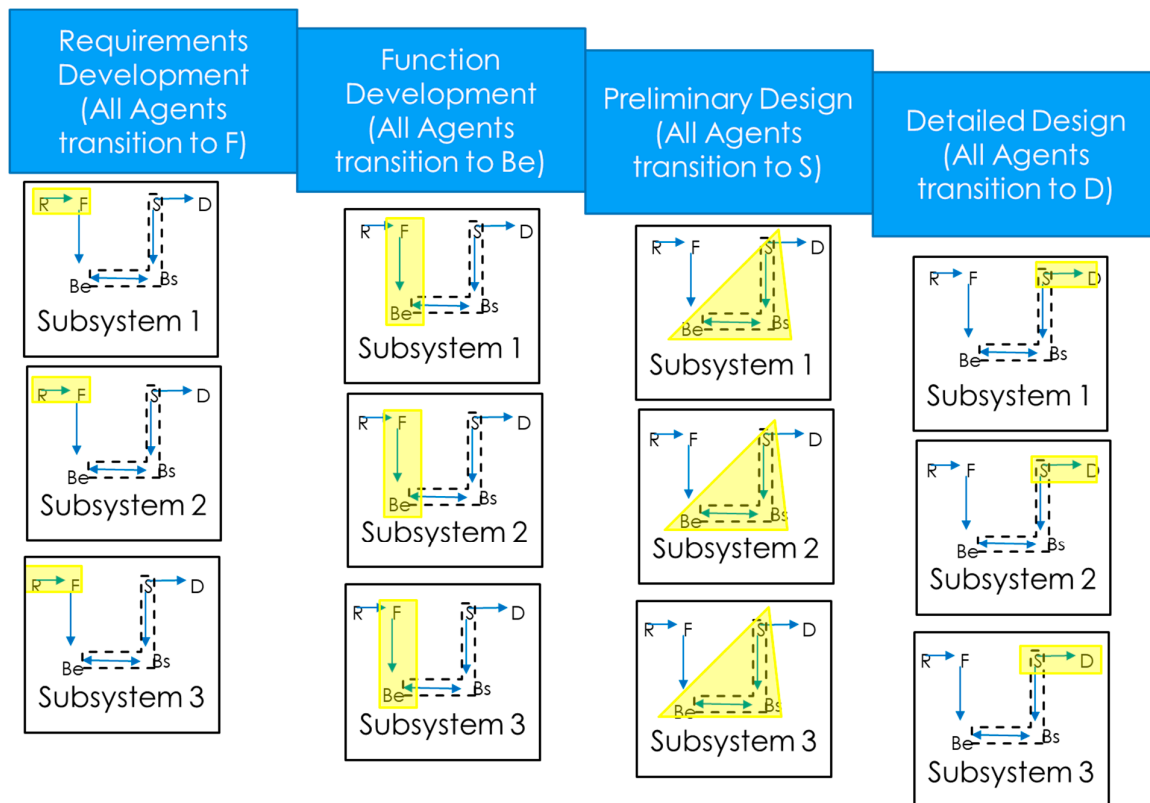 Requirements
Development
(All Agents
transition to F)
Function
Development
(All Agents
transition to Be)
Preliminary Design
(All Agents
transition to S)
Detailed Design
(All Agents
transition to D)
R F S D
Be Bs
Subsystem 1
R F S D
Be Bs
Subsystem 2
R F S D
Be Bs
Subsystem 3
R F S D
Be Bs
Subsystem 1
R F S D
Be Bs
Subsystem 2
R F S D
Be Bs
Subsystem 3
R F S D
Be Bs
Subsystem 1
R F S D
Be Bs
Subsystem 2
R F S D
Be Bs
Subsystem 3
R F S D
Be Bs
Subsystem 1
R F S D
Be Bs
Subsystem 2
R F S D
Be Bs
Subsystem 3